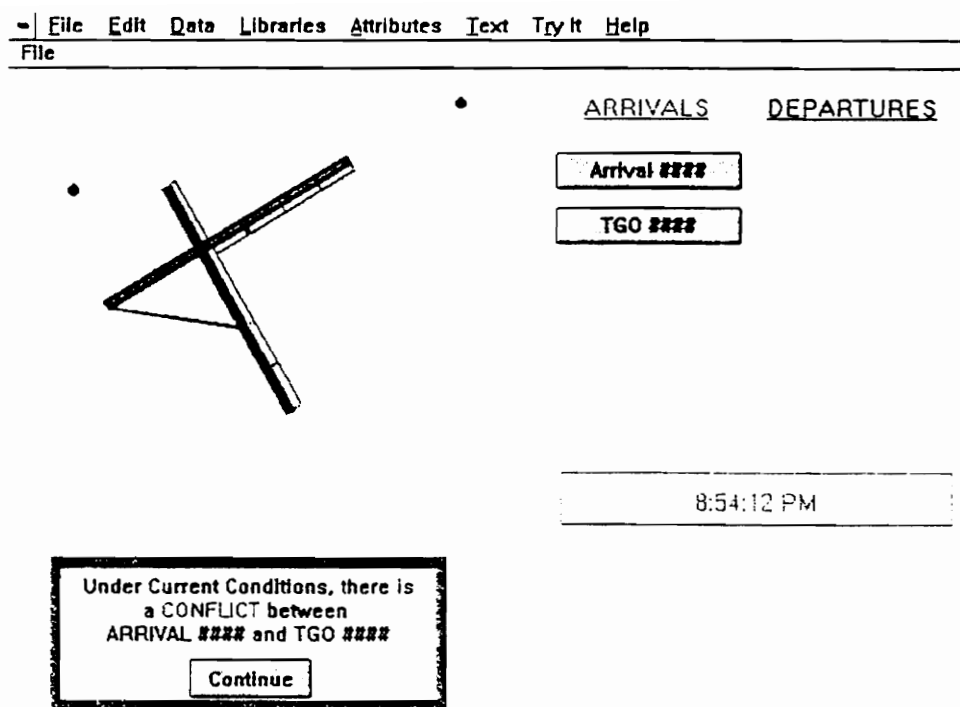 File Edit Data Libraries Attributes Text Try It Help
File
ARRIVALS DEPARTURES
Arrival ####
TGO ####
8:54:12 PM
Under Current Conditions, there is
a CONFLICT between
ARRIVAL #### and TGO ####
Continue